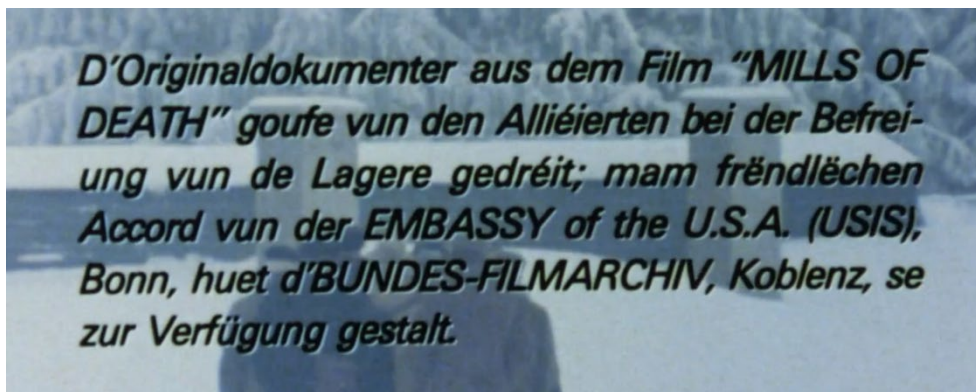 D'Originaldokumenter aus dem Film "MILLS OF
DEATH" goufe vun den Alliéierten bei der Befrei-
ung vun de Lagere gedréit; mam frëndlëchen
Accord vun der EMBASSY of the U.S.A. (USIS),
Bonn, huet d'BUNDES-FILMARCHIV, Koblenz, se
zur Verfügung gestalt.